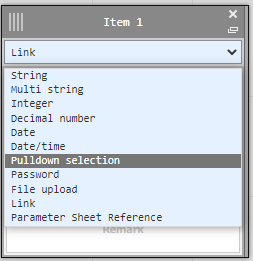 Item 1
Link
String
Multi string
Integer
Decimal number
Date
Date/time
Pulldown selection
Password
File upload
Link
Parameter Sheet Reference
Remark